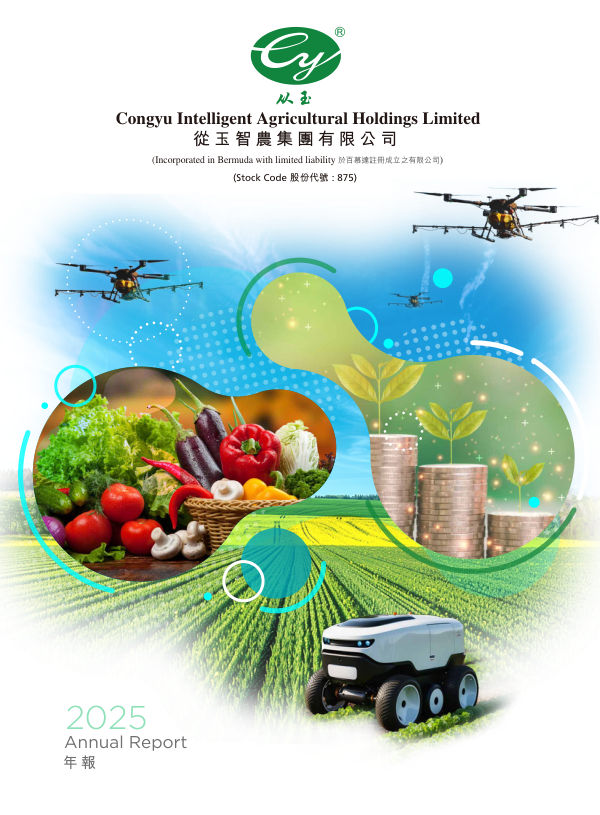 Cy®
从玉
Congyu Intelligent Agricultural Holdings Limited
從玉智農集團有限公司
(Incorporated in Bermuda with limited liability 於百慕達註冊成立之有限公司)
(Stock Code 股份代號 : 875)
2025
Annual Report
年報